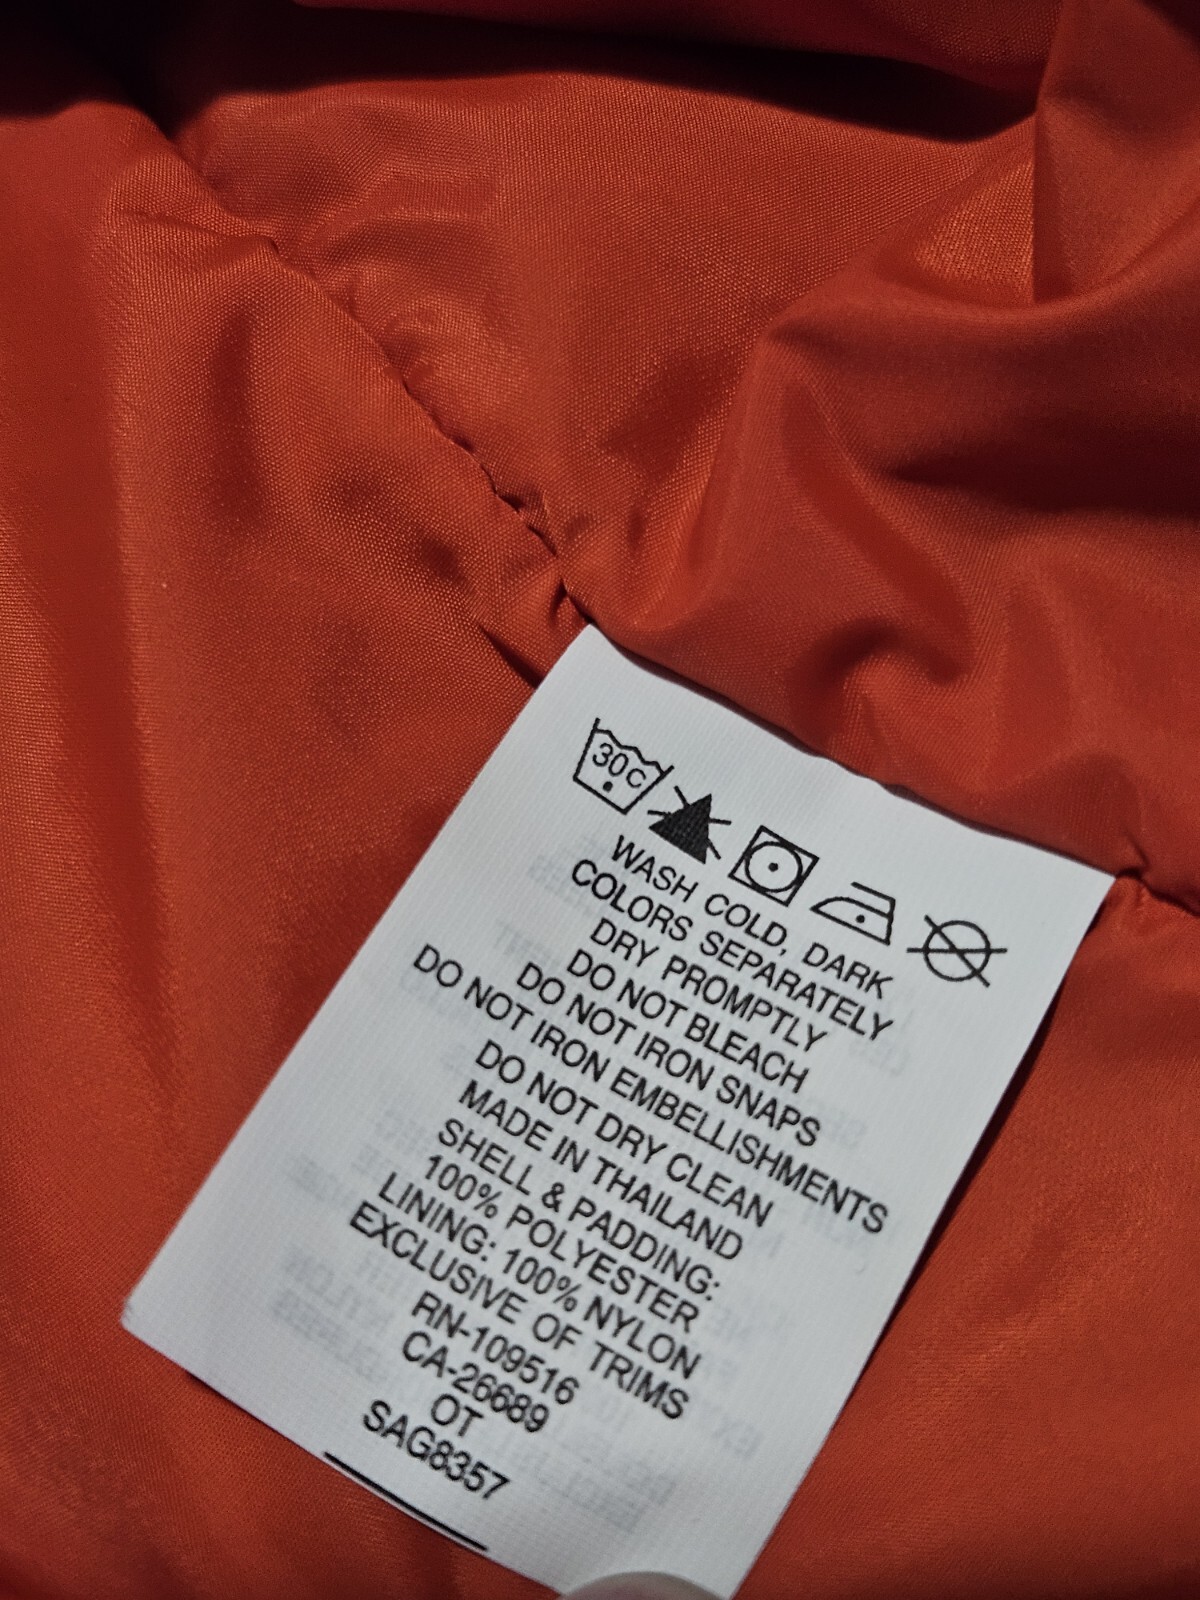 30C
WASH COLD, DARK
COLORS SEPARATELY
DRY PROMPTLY
DO NOT BLEACH
DO NOT IRON SNAPS
DO NOT IRON EMBELLISHMENTS
DO NOT DRY CLEAN
MADE IN THAILAND
SHELL & PADDING:
100% POLYESTER
LINING: 100% NYLON
EXCLUSIVE OF TRIMS
RN-109516
CA-26689
OT
SAG8357